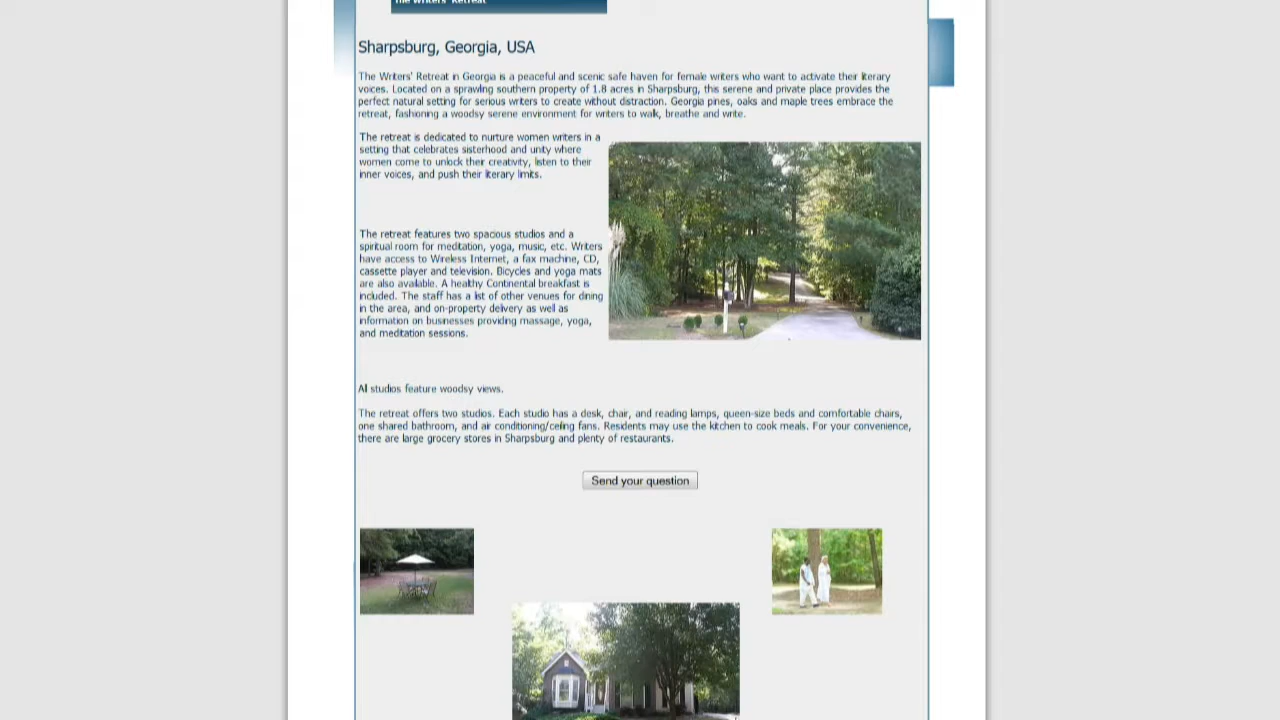 The Writers' Retreat
Sharpsburg, Georgia, USA
The Writers' Retreat in Georgia is a peaceful and scenic safe haven for female writers who want to activate their literary
voices. Located on a sprawling southern property of 1.8 acres in Sharpsburg, this serene and private place provides the
perfect natural setting for serious writers to create without distraction. Georgia pines, oaks and maple trees embrace the
retreat, fashioning a woodsy serene environment for writers to walk, breathe and write.
The retreat is dedicated to nurture women writers in a
setting that celebrates sisterhood and unity where
women come to unlock their creativity, listen to their
inner voices, and push their literary limits.
The retreat features two spacious studios and a
spiritual room for meditation, yoga, music, etc. Writers
have access to Wireless Internet, a fax machine, CD,
cassette player and television. Bicycles and yoga mats
are also available. A healthy Continental breakfast is
included. The staff has a list of other venues for dining
in the area, and on-property delivery as well as
information on businesses providing massage, yoga,
and meditation sessions.
All studios feature woodsy views.
The retreat offers two studios. Each studio has a desk, chair, and reading lamps, queen-size beds and comfortable chairs,
one shared bathroom, and air conditioning/ceiling fans. Residents may use the kitchen to cook meals. For your convenience,
there are large grocery stores in Sharpsburg and plenty of restaurants.
Send your question